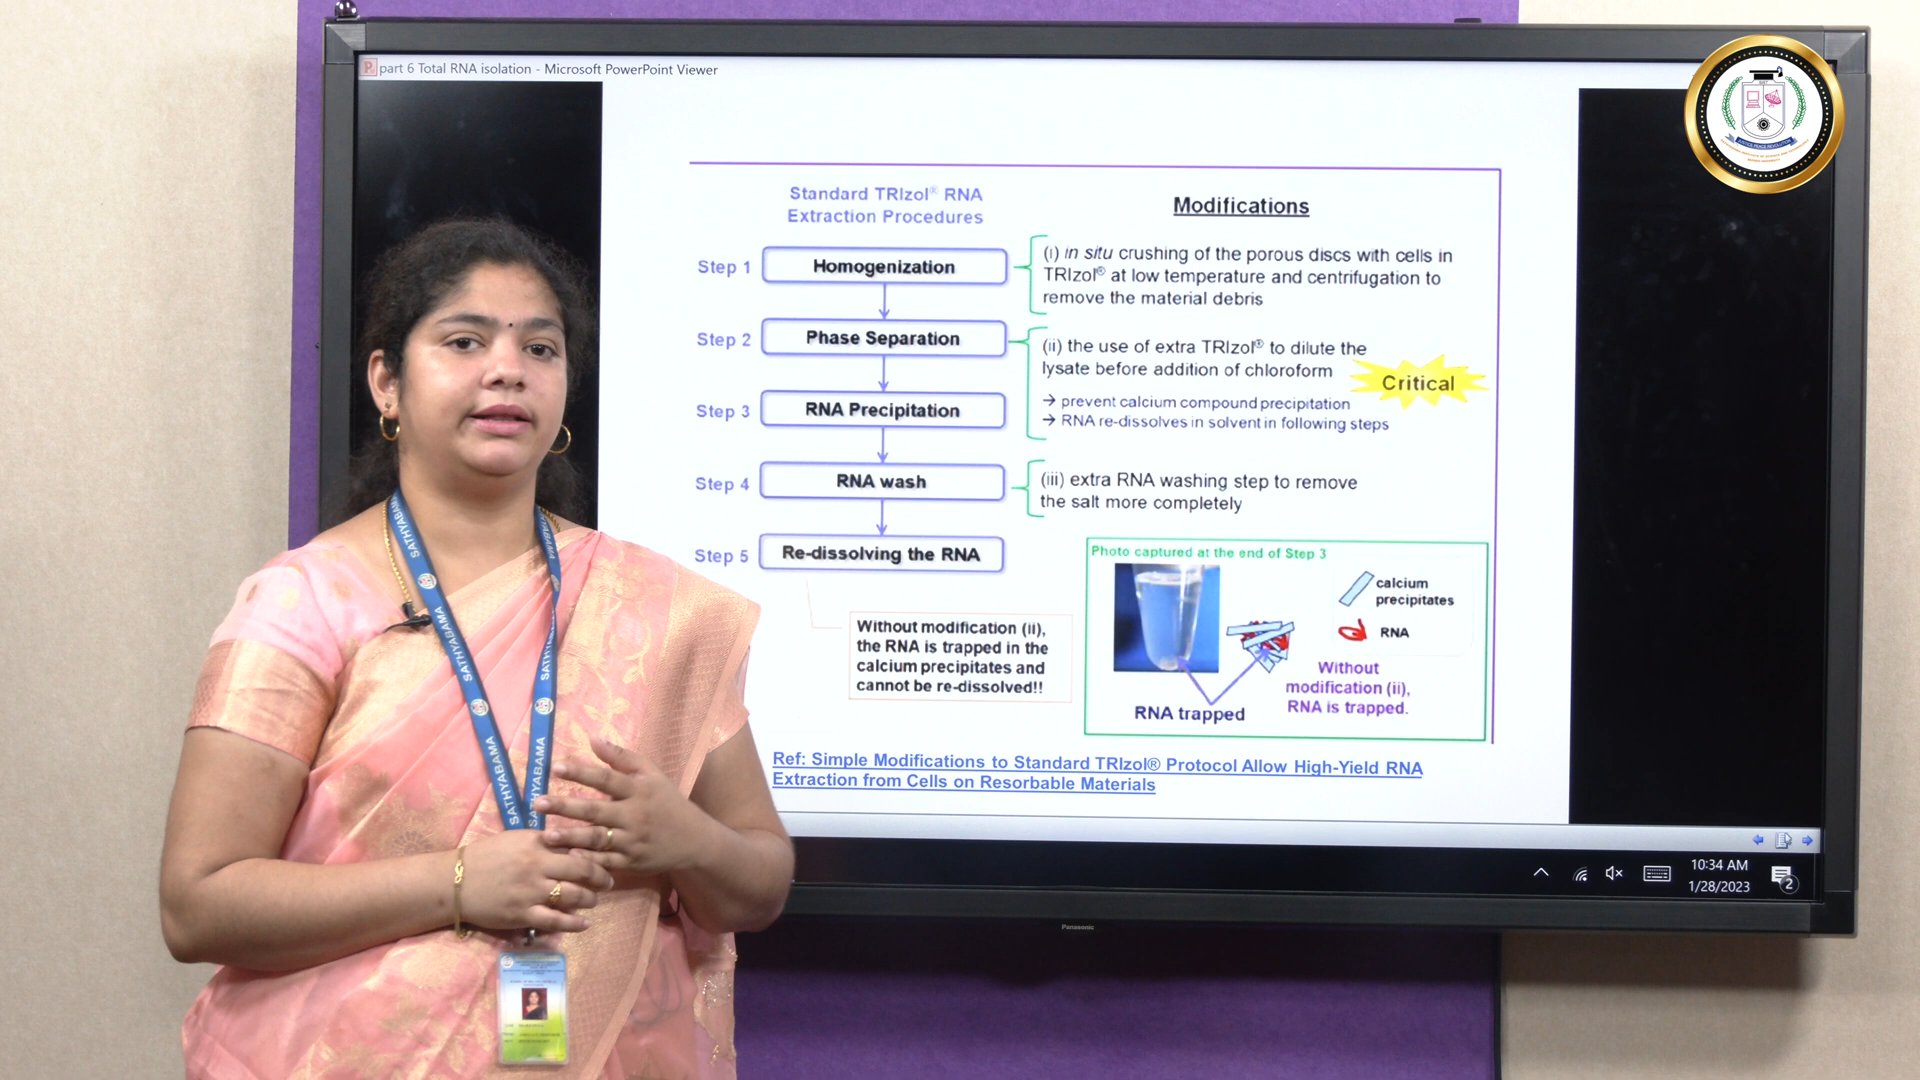 part 6 Total RNA isolation - Microsoft PowerPoint Viewer
Standard TRIzol® RNA
Extraction Procedures
Modifications
Step 1
Homogenization
(i) in situ crushing of the porous discs with cells in
TRIzol® at low temperature and centrifugation to
remove the material debris
Step 2
Phase Separation
(ii) the use of extra TRIzol® to dilute the
lysate before addition of chloroform
Critical
→ prevent calcium compound precipitation
→ RNA re-dissolves in solvent in following steps
Step 3
RNA Precipitation
Step 4
RNA wash
(iii) extra RNA washing step to remove
the salt more completely
Step 5
Re-dissolving the RNA
Without modification (ii),
the RNA is trapped in the
calcium precipitates and
cannot be re-dissolved!!
Photo captured at the end of Step 3
calcium
precipitates
RNA
Without
modification (ii),
RNA is trapped.
RNA trapped
Ref: Simple Modifications to Standard TRIzol® Protocol Allow High-Yield RNA
Extraction from Cells on Resorbable Materials
10:34 AM
1/28/2023
2
Panasonic
SATHYABAMA
SATHYABAMA
SATHYABAMA
SATHYABAMA
SATHYABAMA